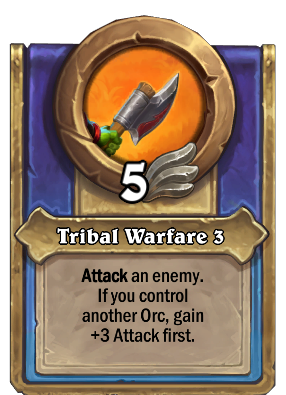 5
Tribal Warfare 3
Attack an enemy.
If you control
another Orc, gain
+3 Attack first.